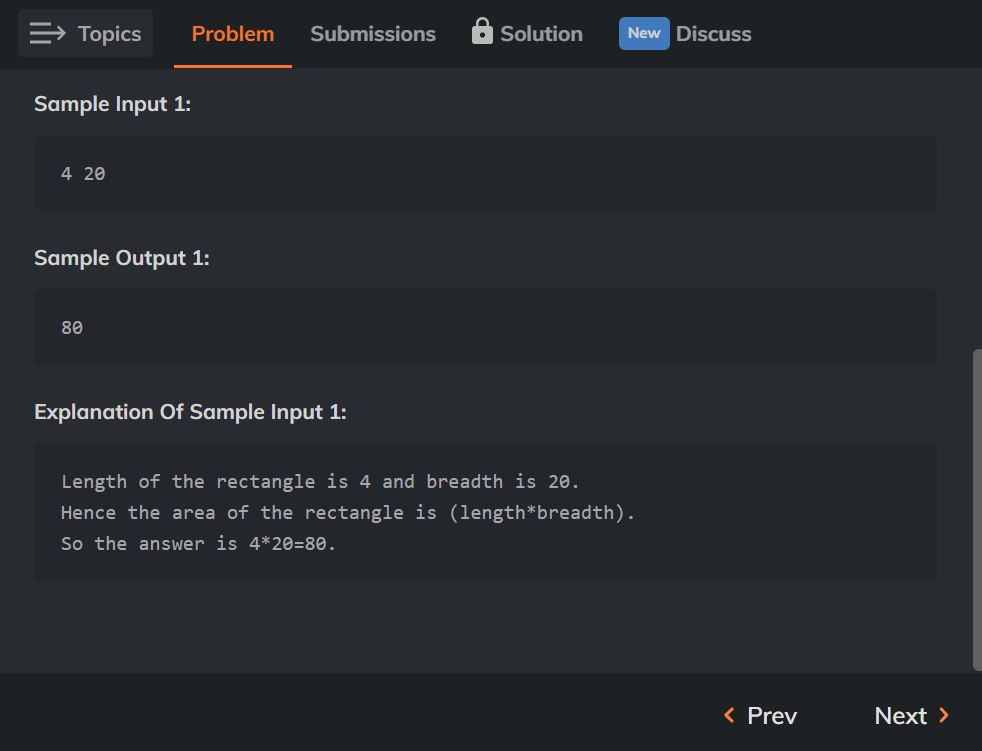 Topics Problem Submissions Solution New Discuss
Sample Input 1:
4 20
Sample Output 1:
80
Explanation Of Sample Input 1:
Length of the rectangle is 4 and breadth is 20.
Hence the area of the rectangle is (length*breadth).
So the answer is 4*20=80.
Prev Next